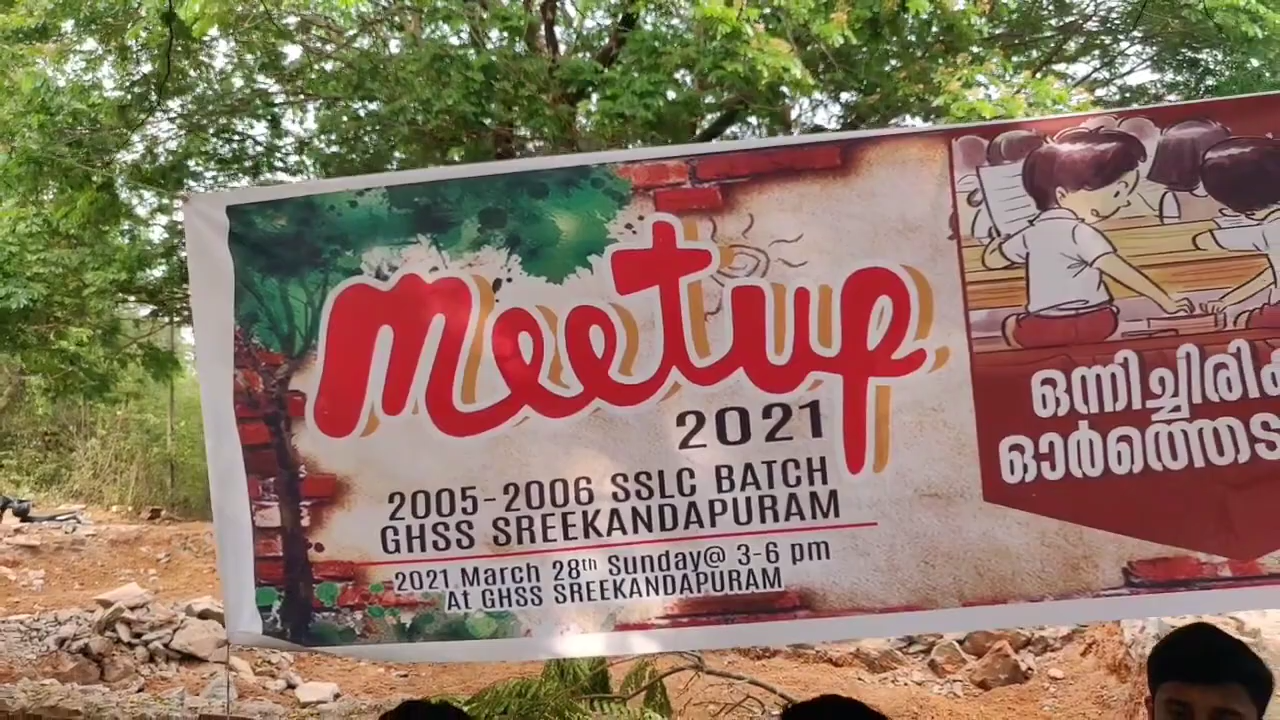 Meetup
2021
2005-2006 SSLC BATCH
GHSS SREEKANDAPURAM
2021 March 28th Sunday@ 3-6 pm
At GHSS SREEKANDAPURAM